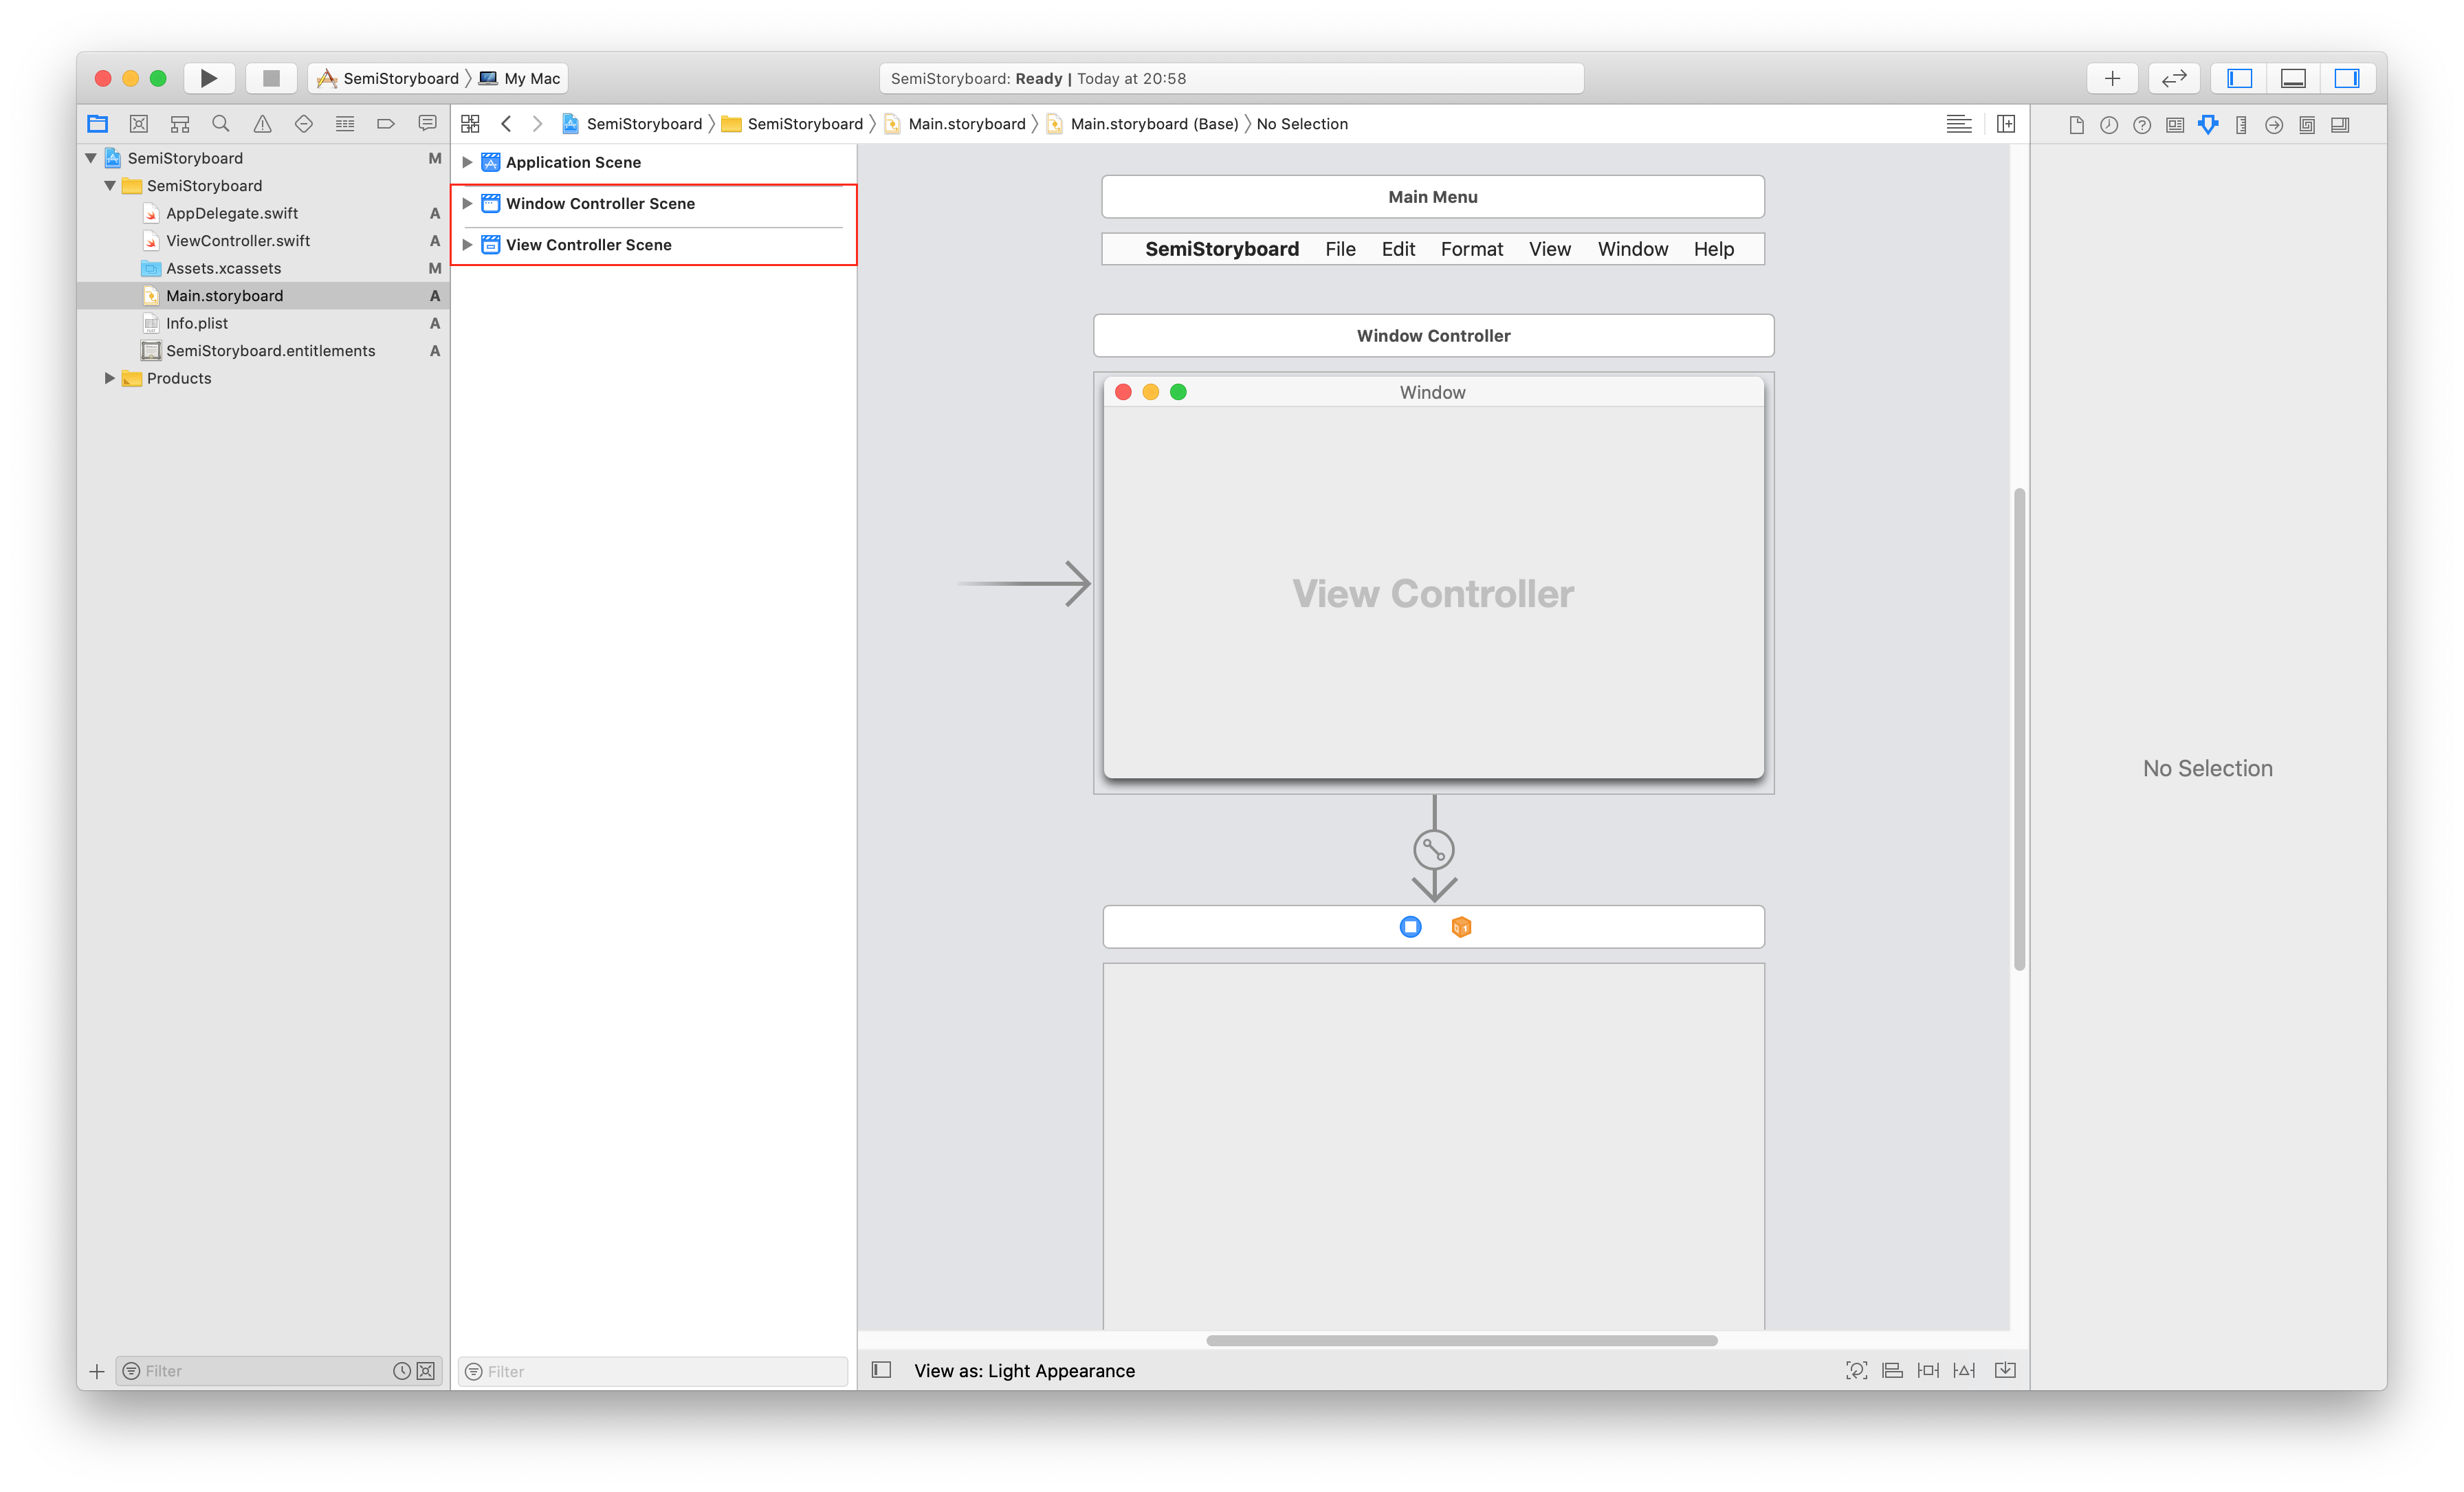 SemiStoryboard My Mac
SemiStoryboard: Ready | Today at 20:58
SemiStoryboard SemiStoryboard Main.storyboard Main.storyboard (Base) No Selection
SemiStoryboard M
SemiStoryboard
AppDelegate.swift A
ViewController.swift A
Assets.xcassets M
Main.storyboard A
Info.plist A
SemiStoryboard.entitlements A
Products
Filter
Application Scene
Window Controller Scene
View Controller Scene
Filter
Main Menu
SemiStoryboard File Edit Format View Window Help
Window Controller
Window
View Controller
View as: Light Appearance
No Selection